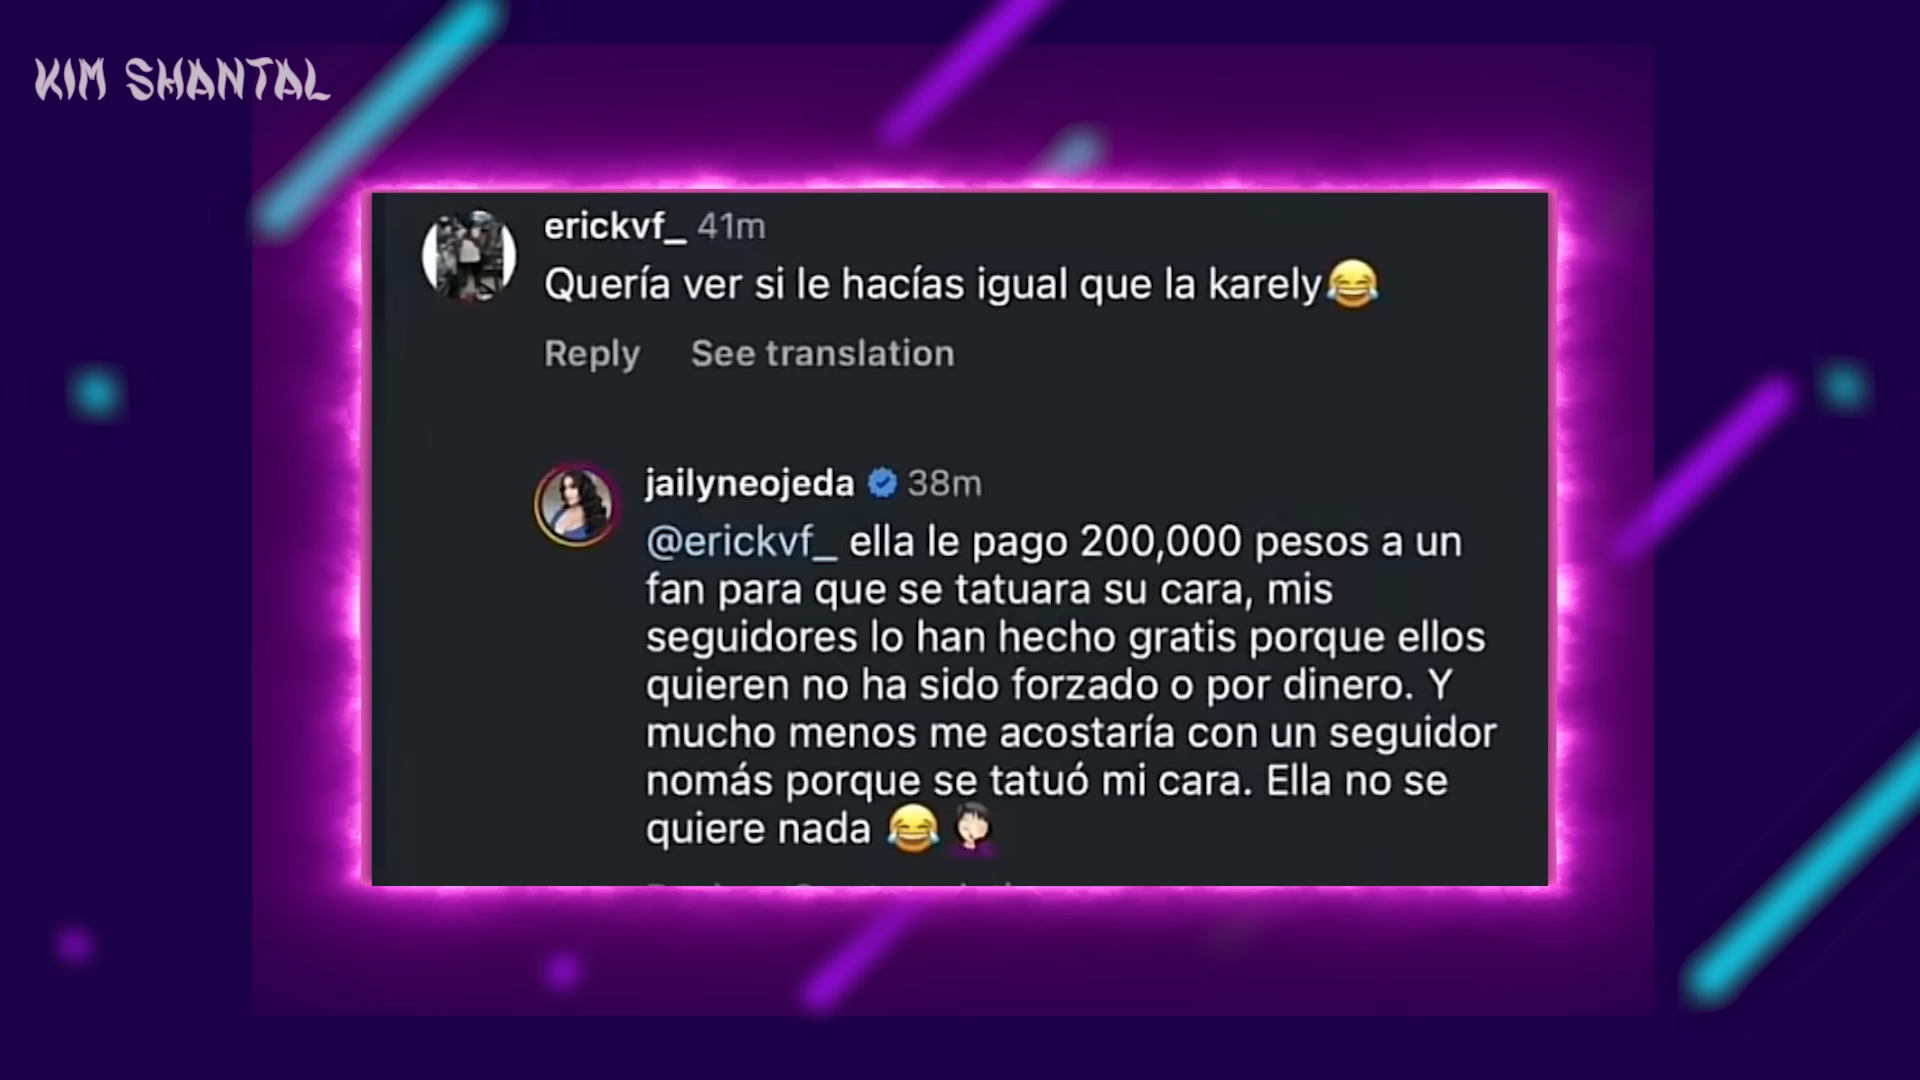 KIM SHANTAL
erickvf_ 41m
Quería ver si le hacías igual que la karely😂
Reply See translation
jailyneojeda 38m
@erickvf_ ella le pago 200,000 pesos a un
fan para que se tatuara su cara, mis
seguidores lo han hecho gratis porque ellos
quieren no ha sido forzado o por dinero. Y
mucho menos me acostaría con un seguidor
nomás porque se tatuó mi cara. Ella no se
quiere nada 😂 🤦🏻‍♀️